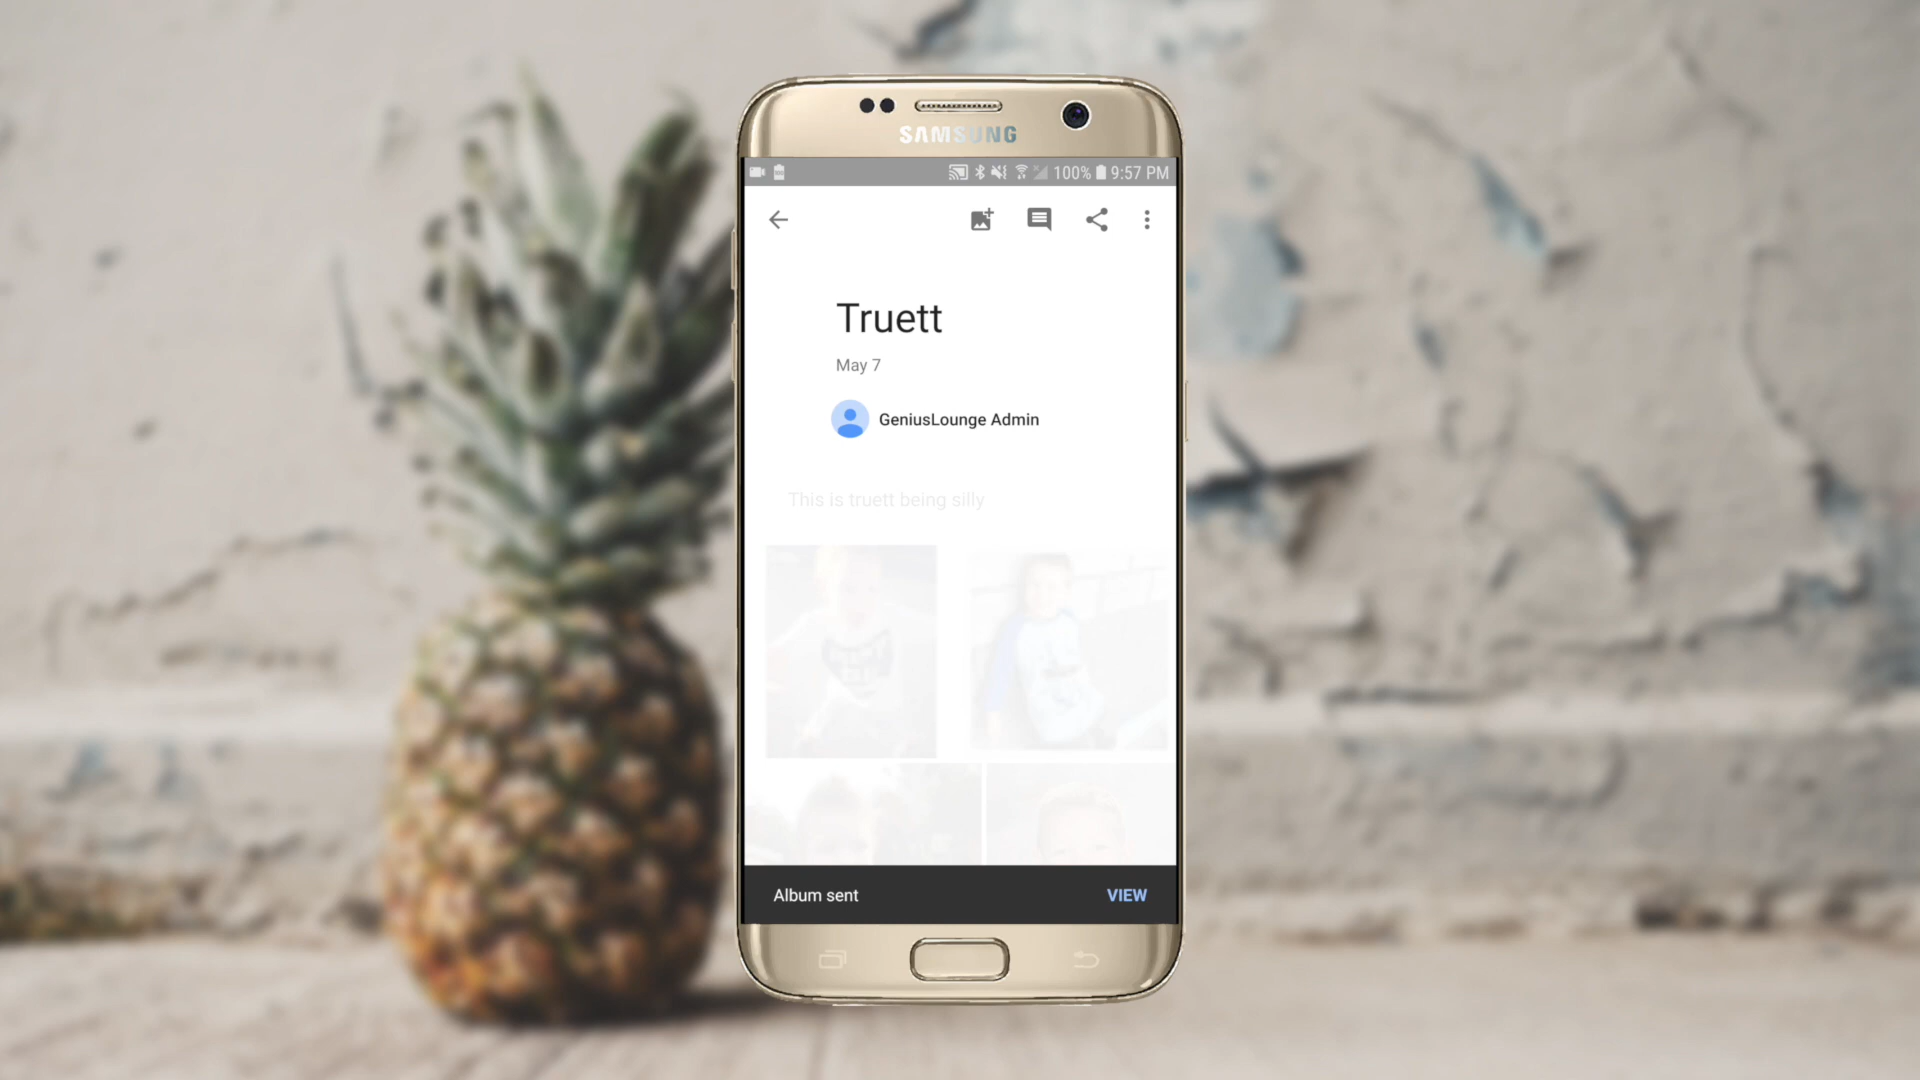 SAMSUNG
100% 9:57 PM
Truett
May 7
GeniusLounge Admin
This is truett being silly
Album sent
VIEW